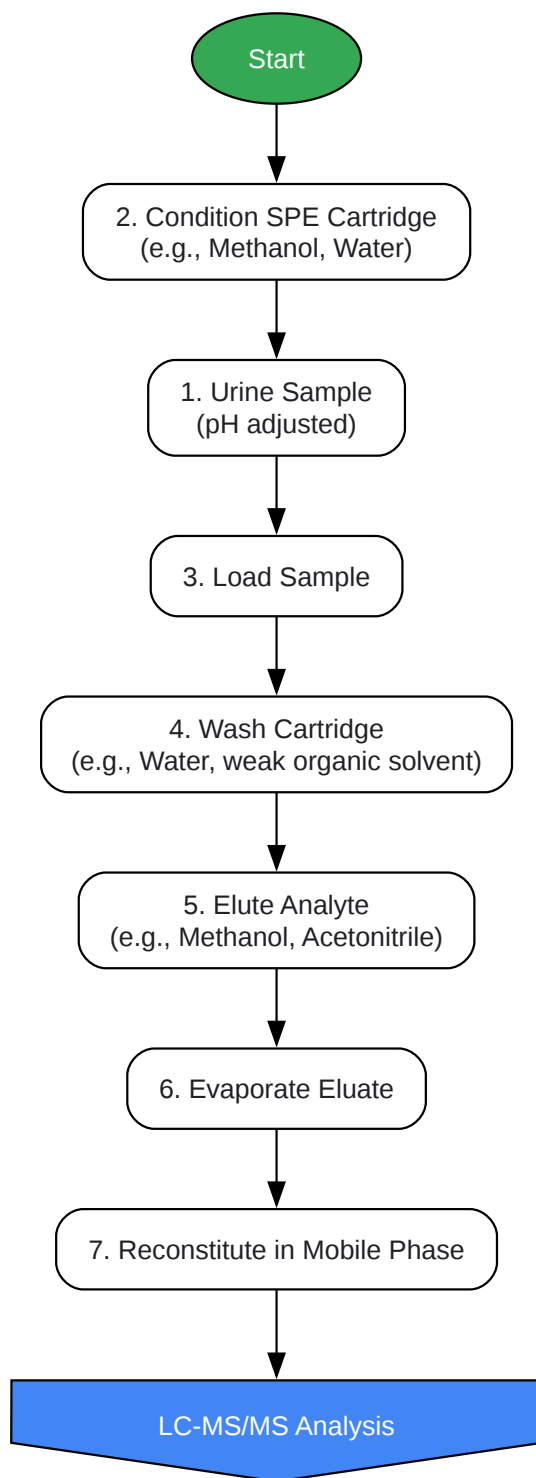 Start
2. Condition SPE Cartridge
(e.g., Methanol, Water)
1. Urine Sample
(pH adjusted)
3. Load Sample
4. Wash Cartridge
(e.g., Water, weak organic solvent)
5. Elute Analyte
(e.g., Methanol, Acetonitrile)
6. Evaporate Eluate
7. Reconstitute in Mobile Phase
LC-MS/MS Analysis